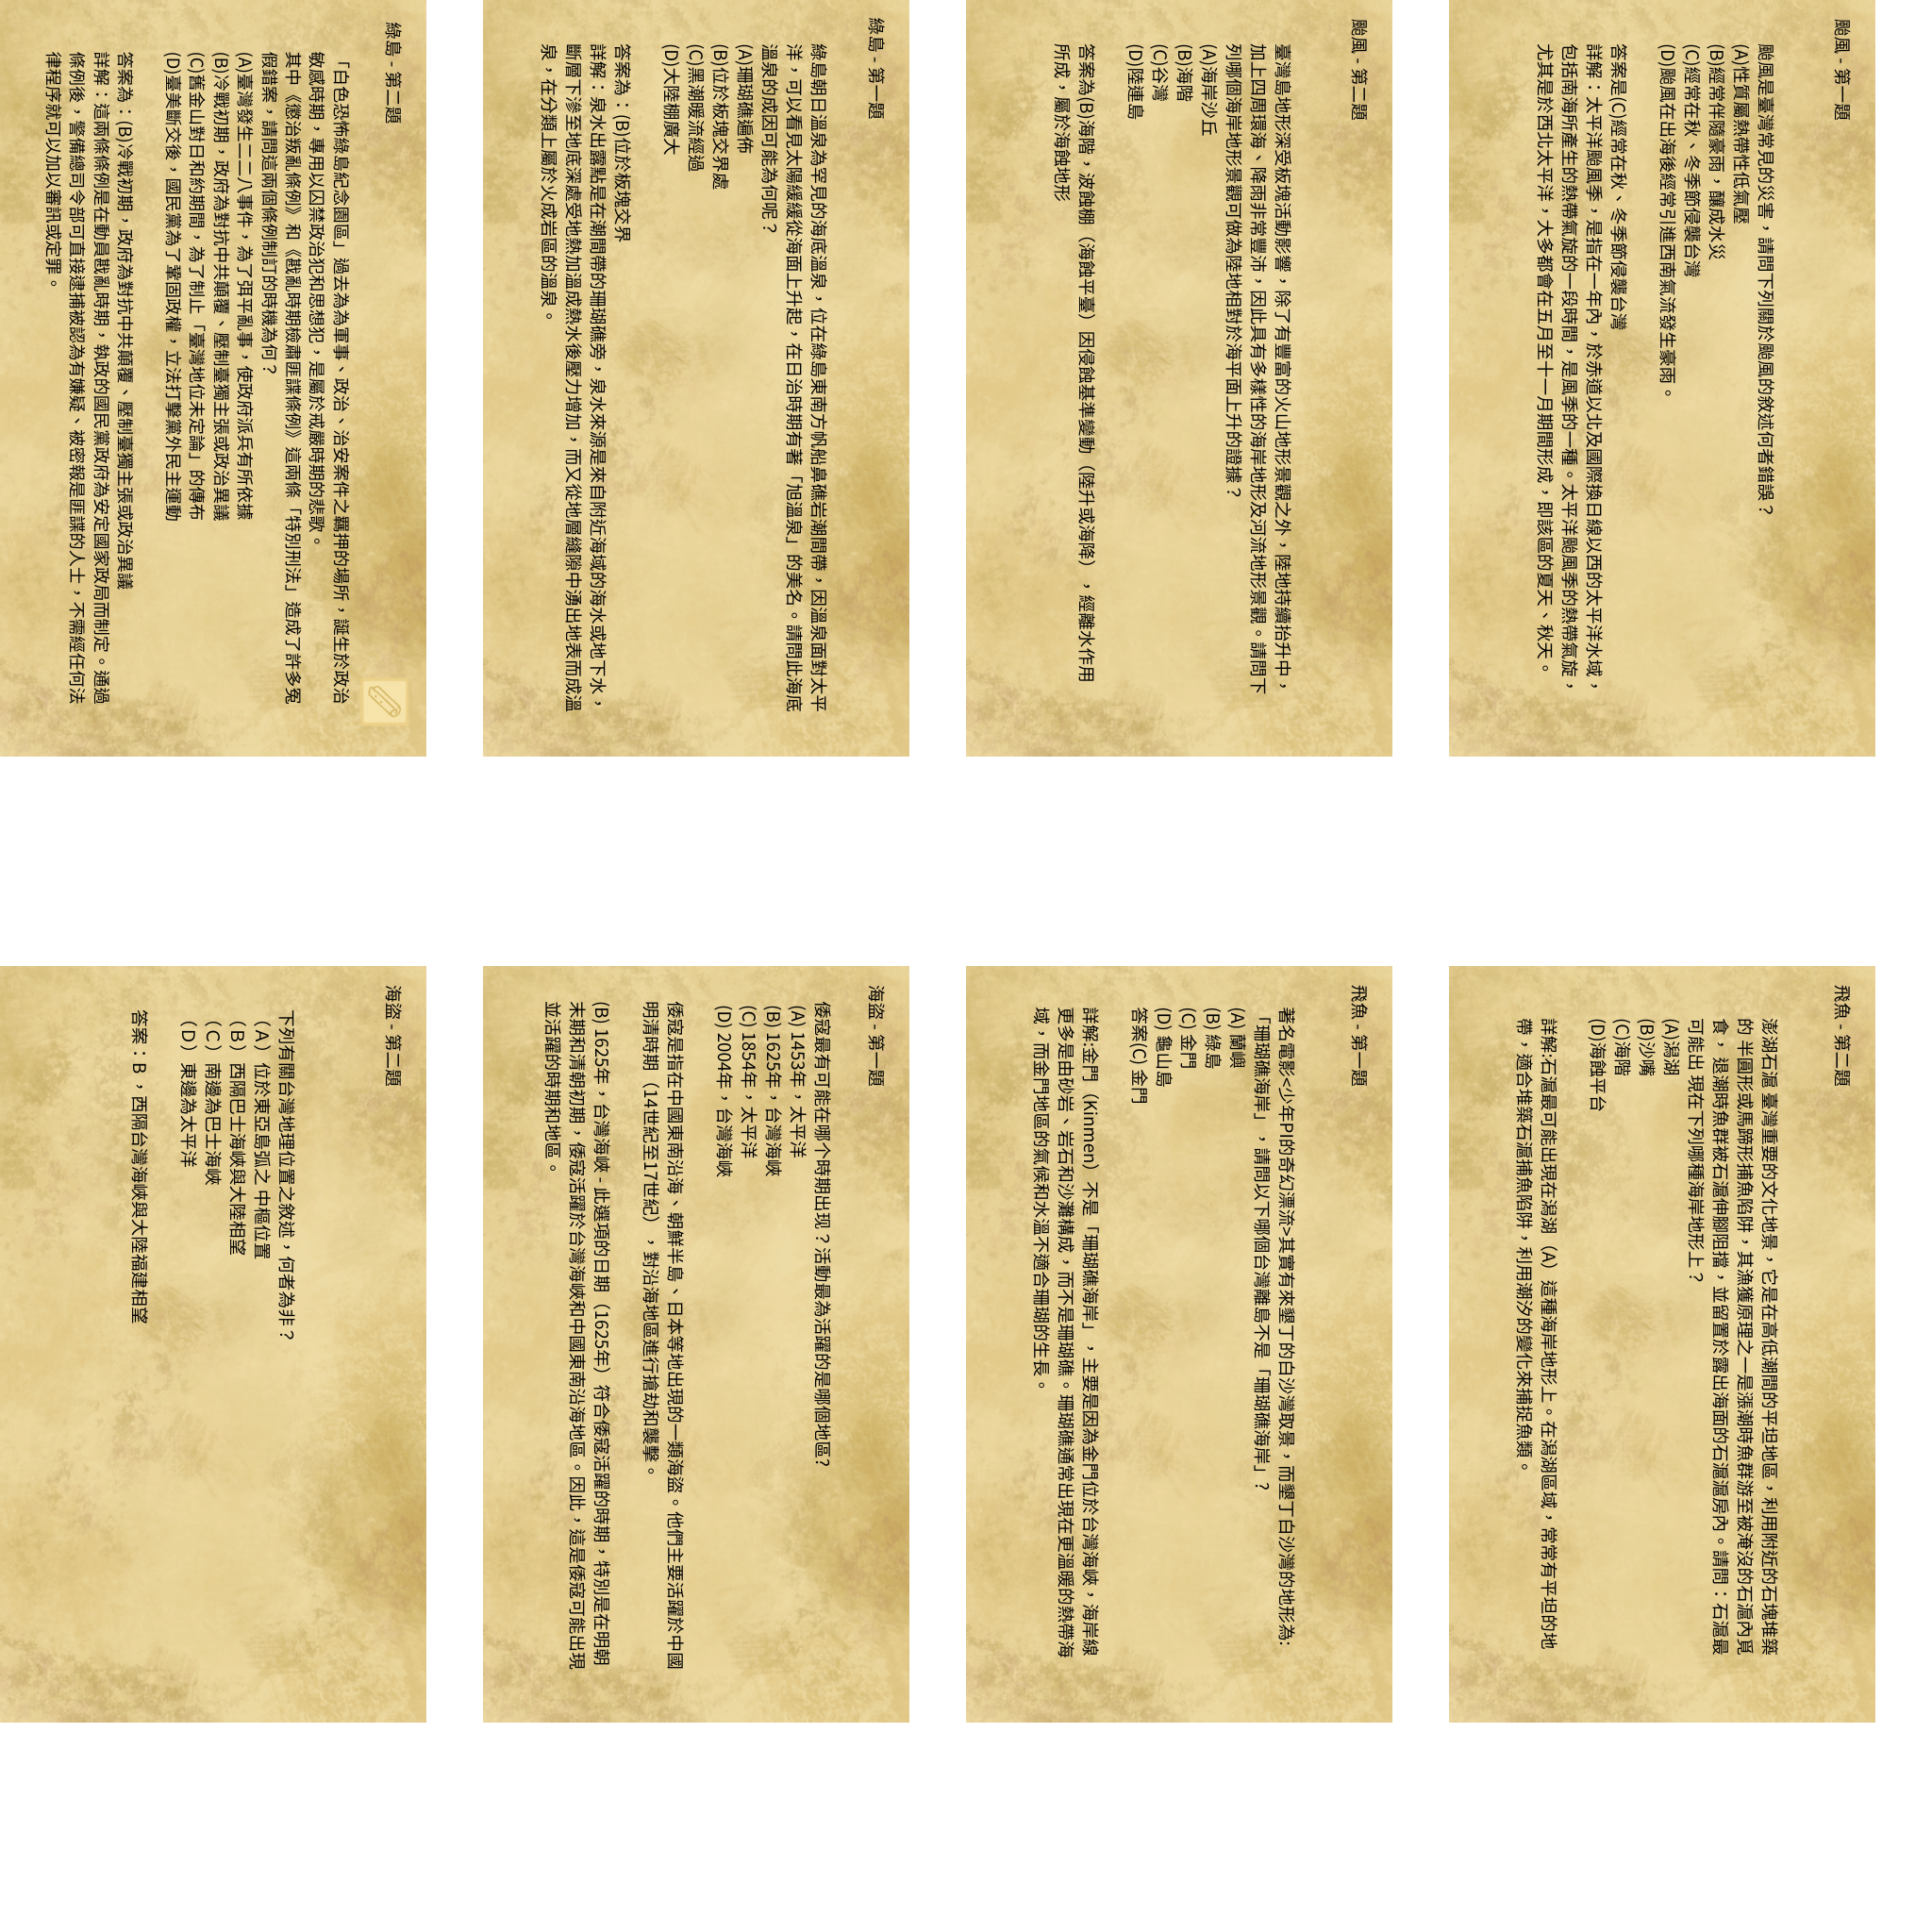 颱風 - 第一題
颱風是臺灣常見的災害，請問下列關於颱風的敘述何者錯誤？
(A)性質屬熱帶性低氣壓
(B)經常伴隨豪雨，釀成水災
(C)經常在秋、冬季節侵襲台灣
(D)颱風在出海後經常引進西南氣流發生豪雨。
答案是(C)經常在秋、冬季節侵襲台灣
詳解：太平洋颱風季，是指在一年內，於赤道以北及國際換日線以西的太平洋水域，
包括南海所產生的熱帶氣旋的一段時間，是風季的一種。太平洋颱風季的熱帶氣旋，
尤其是於西北太平洋，大多都會在五月至十一月期間形成，即該區的夏天、秋天。
飛魚 - 第二題
澎湖石滬 臺灣重要的文化地景，它是在高低潮間的平坦地區，利用附近的石塊堆築
的 半圓形或馬蹄形捕魚陷阱，其漁獲原理之一是漲潮時魚群游至被淹沒的石滬內覓
食， 退潮時魚群被石滬伸腳阻擋，並留置於露出海面的石滬滬房內。請問：石滬最
可能出 現在下列哪種海岸地形上？
(A)潟湖
(B)沙嘴
(C)海階
(D)海蝕平台
詳解:石滬最可能出現在潟湖（A）這種海岸地形上。在潟湖區域，常常有平坦的地
帶，適合堆築石滬捕魚陷阱，利用潮汐的變化來捕捉魚類。
颱風 - 第二題
臺灣島地形深受板塊活動影響，除了有豐富的火山地形景觀之外，陸地持續抬升中，
加上四周環海、降雨非常豐沛，因此具有多樣性的海岸地形及河流地形景觀。請問下
列哪個海岸地形景觀可做為陸地相對於海平面上升的證據？
(A)海岸沙丘
(B)海階
(C)谷灣
(D)陸連島
答案為(B)海階，波蝕棚（海蝕平臺）因侵蝕基準變動（陸升或海降），經離水作用
所成，屬於海蝕地形
飛魚 - 第一題
著名電影<少年PI的奇幻漂流>其實有來墾丁的白沙灣取景，而墾丁白沙灣的地形為:
「珊瑚礁海岸」，請問以下哪個台灣離島不是「珊瑚礁海岸」？
(A) 蘭嶼
(B) 綠島
(C) 金門
(D) 龜山島
答案(C) 金門
詳解:金門（Kinmen）不是「珊瑚礁海岸」，主要是因為金門位於台灣海峽，海岸線
更多是由砂岩、岩石和沙灘構成，而不是珊瑚礁。珊瑚礁通常出現在更溫暖的熱帶海
域，而金門地區的氣候和水溫不適合珊瑚的生長。
綠島 - 第一題
綠島朝日溫泉為罕見的海底溫泉，位在綠島東南方帆船鼻礁岩潮間帶，因溫泉面對太平
洋，可以看見太陽緩緩從海面上升起，在日治時期有著「旭溫泉」的美名。請問此海底
溫泉的成因可能為何呢？
(A)珊瑚礁遍佈
(B)位於板塊交界處
(C)黑潮暖流經過
(D)大陸棚廣大
答案為：(B)位於板塊交界
詳解：泉水出露點是在潮間帶的珊瑚礁旁，泉水來源是來自附近海域的海水或地下水，
斷層下滲至地底深處受地熱加溫成熱水後壓力增加，而又從地層縫隙中湧出地表而成溫
泉，在分類上屬於火成岩區的溫泉。
海盜 - 第一題
倭寇最有可能在哪个時期出现？活動最為活躍的是哪個地區?
(A) 1453年，太平洋
(B) 1625年，台灣海峽
(C) 1854年，太平洋
(D) 2004年，台灣海峽
倭寇是指在中國東南沿海、朝鮮半島、日本等地出現的一類海盜。他們主要活躍於中國
明清時期（14世紀至17世紀），對沿海地區進行搶劫和襲擊。
(B) 1625年，台灣海峽 - 此選項的日期（1625年）符合倭寇活躍的時期，特別是在明朝
末期和清朝初期，倭寇活躍於台灣海峽和中國東南沿海地區。因此，這是倭寇可能出現
並活躍的時期和地區。
綠島 - 第二題
「白色恐怖綠島紀念園區」過去為為軍事、政治、治安案件之羈押的場所，誕生於政治
敏感時期，專用以囚禁政治犯和思想犯，是屬於戒嚴時期的悲歌。
其中《懲治叛亂條例》和《戡亂時期檢肅匪諜條例》這兩條「特別刑法」造成了許多冤
假錯案，請問這兩個條例制訂的時機為何？
(A)臺灣發生二二八事件，為了弭平亂事，使政府派兵有所依據
(B)冷戰初期，政府為對抗中共顛覆、壓制臺獨主張或政治異議
(C)舊金山對日和約期間，為了制止「臺灣地位未定論」的傳布
(D)臺美斷交後，國民黨為了鞏固政權，立法打擊黨外民主運動
答案為：(B)冷戰初期，政府為對抗中共顛覆、壓制臺獨主張或政治異議
詳解：這兩條條例是在動員戡亂時期，執政的國民黨政府為安定國家政局而制定。通過
條例後，警備總司令部可直接逮捕被認為有嫌疑、被密報是匪諜的人士，不需經任何法
律程序就可以加以審訊或定罪。
海盜 - 第二題
下列有關台灣地理位置之敘述，何者為非？
（A）位於東亞島弧之 中樞位置
（B）西隔巴士海峽與大陸相望
（C）南邊為巴士海峽
（D）東邊為太平洋
答案：B ，西隔台灣海峽與大陸福建相望